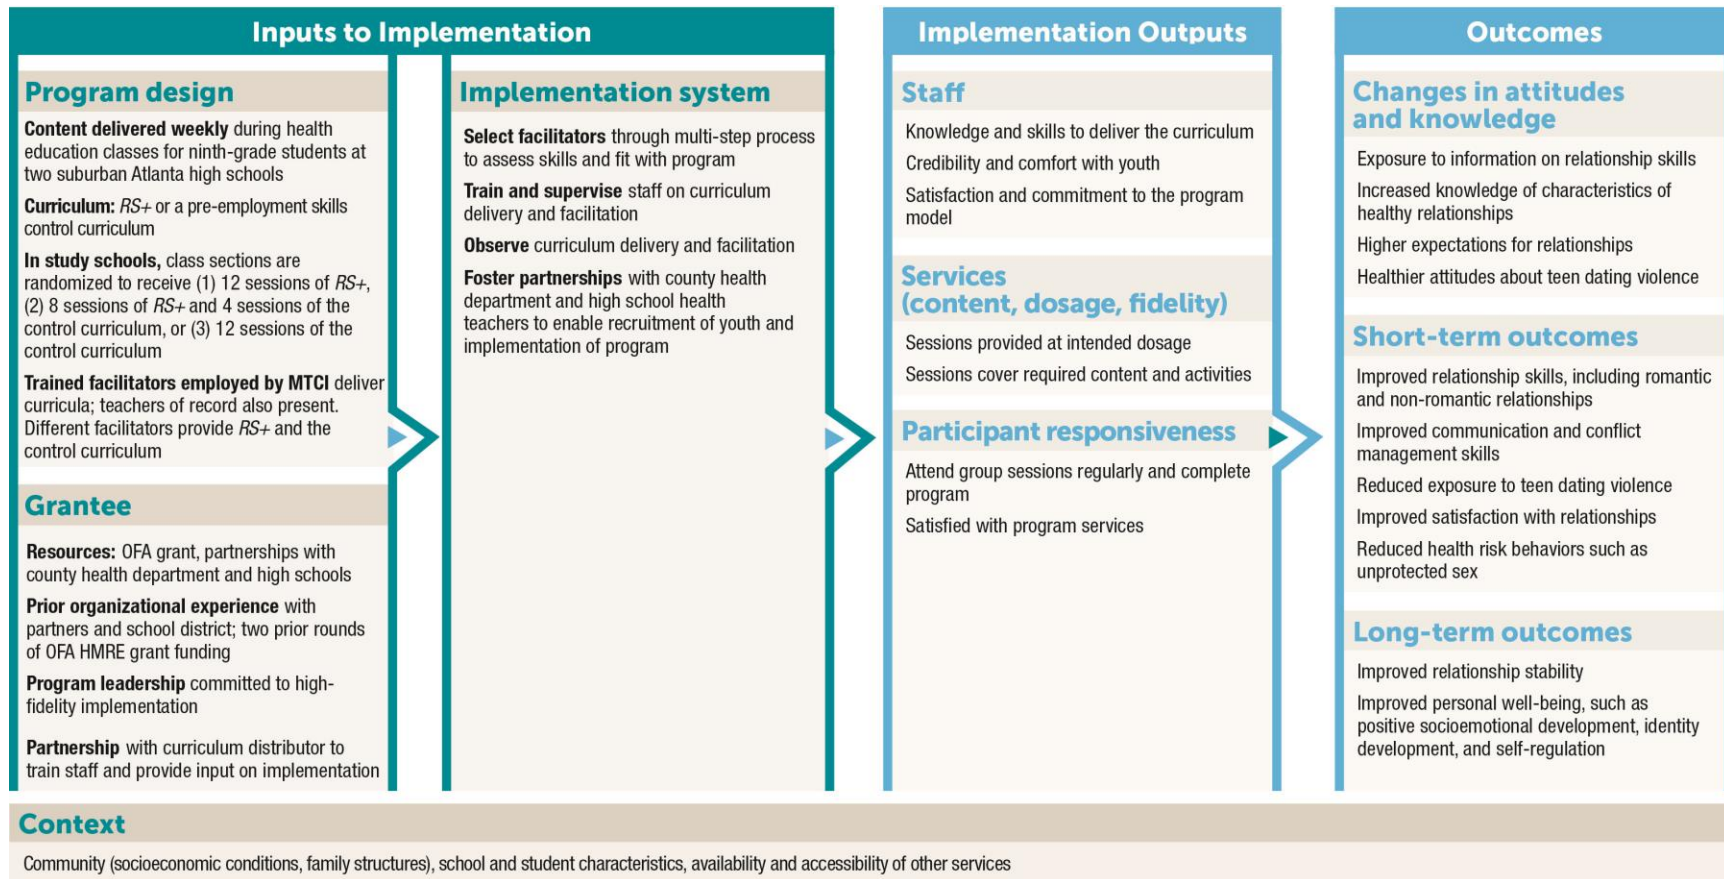 Inputs to Implementation
Program design
Content delivered weekly during health
education classes for ninth-grade students at
two suburban Atlanta high schools
Curriculum: RS+ or a pre-employment skills
control curriculum
In study schools, class sections are
randomized to receive (1) 12 sessions of RS+,
(2) 8 sessions of RS+ and 4 sessions of the
control curriculum, or (3) 12 sessions of the
control curriculum
Trained facilitators employed by MTCI deliver
curricula; teachers of record also present.
Different facilitators provide RS+ and the
control curriculum
Grantee
Resources: OFA grant, partnerships with
county health department and high schools
Prior organizational experience with
partners and school district; two prior rounds
of OFA HMRE grant funding
Program leadership committed to high-
fidelity implementation
Partnership with curriculum distributor to
train staff and provide input on implementation
Implementation system
Select facilitators through multi-step process
to assess skills and fit with program
Train and supervise staff on curriculum
delivery and facilitation
Observe curriculum delivery and facilitation
Foster partnerships with county health
department and high school health
teachers to enable recruitment of youth and
implementation of program
Implementation Outputs
Staff
Knowledge and skills to deliver the curriculum
Credibility and comfort with youth
Satisfaction and commitment to the program
model
Services
(content, dosage, fidelity)
Sessions provided at intended dosage
Sessions cover required content and activities
Participant responsiveness
Attend group sessions regularly and complete
program
Satisfied with program services
Outcomes
Changes in attitudes
and knowledge
Exposure to information on relationship skills
Increased knowledge of characteristics of
healthy relationships
Higher expectations for relationships
Healthier attitudes about teen dating violence
Short-term outcomes
Improved relationship skills, including romantic
and non-romantic relationships
Improved communication and conflict
management skills
Reduced exposure to teen dating violence
Improved satisfaction with relationships
Reduced health risk behaviors such as
unprotected sex
Long-term outcomes
Improved relationship stability
Improved personal well-being, such as
positive socioemotional development, identity
development, and self-regulation
Context
Community (socioeconomic conditions, family structures), school and student characteristics, availability and accessibility of other services